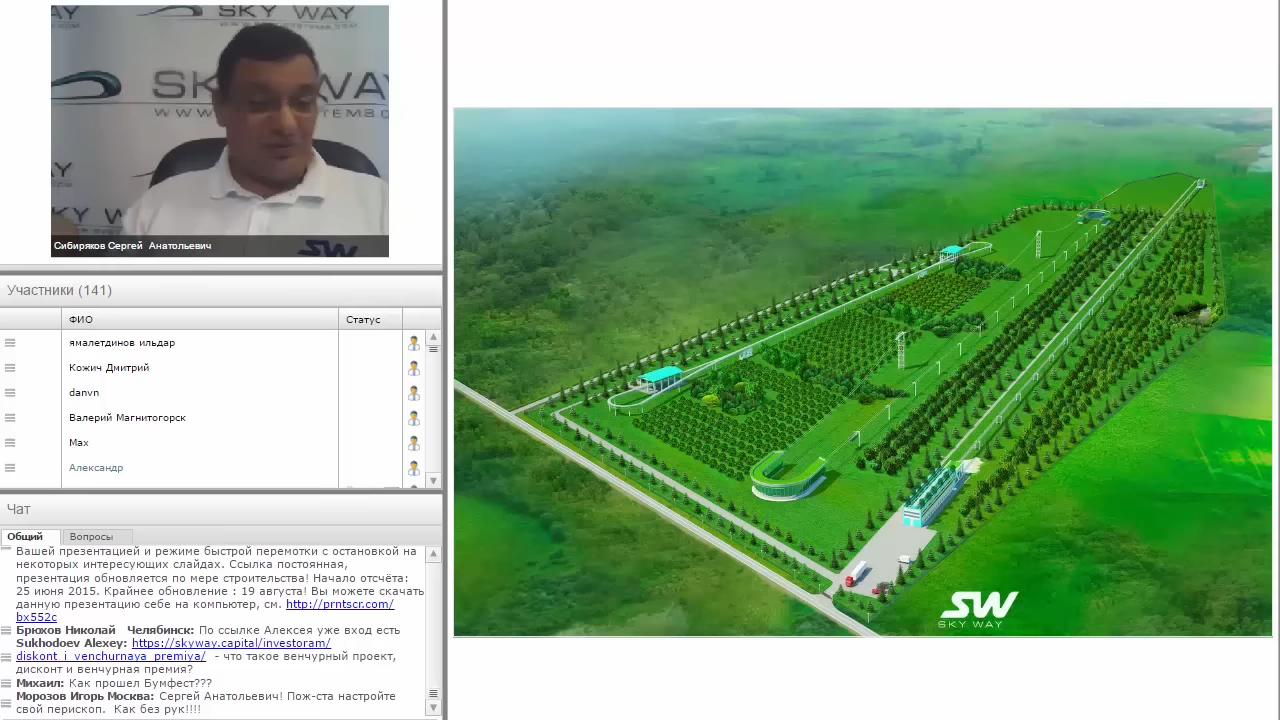 SKY WAY
SKY WAY
Сибиряков Сергей Анатольевич
SW
Участники (141)
ФИО
Статус
ямалетдинов ильдар
Кожич Дмитрий
danvn
Валерий Магнитогорск
Max
Александр
Чат
Общий
Вопросы
Вашей презентацией и режиме быстрой перемотки с остановкой на
некоторых интересующих слайдах. Ссылка постоянная,
презентация обновляется по мере строительства! Начало отсчёта:
25 июня 2015. Крайнее обновление : 19 августа! Вы можете скачать
данную презентацию себе на компьютер, см. http://prntscr.com/
bx552c
Брюхов Николай Челябинск: По ссылке Алексея уже вход есть
Sukhodoev Alexey: https://skyway.capital/investoram/
diskont_i_venchurnaya_premiya/ - что такое венчурный проект,
дисконт и венчурная премия?
Михаил: Как прошел Бумфест???
Морозов Игорь Москва: Сергей Анатольевич! Пож-ста настройте
свой перископ. Как без рук!!!!
SW
SKY WAY